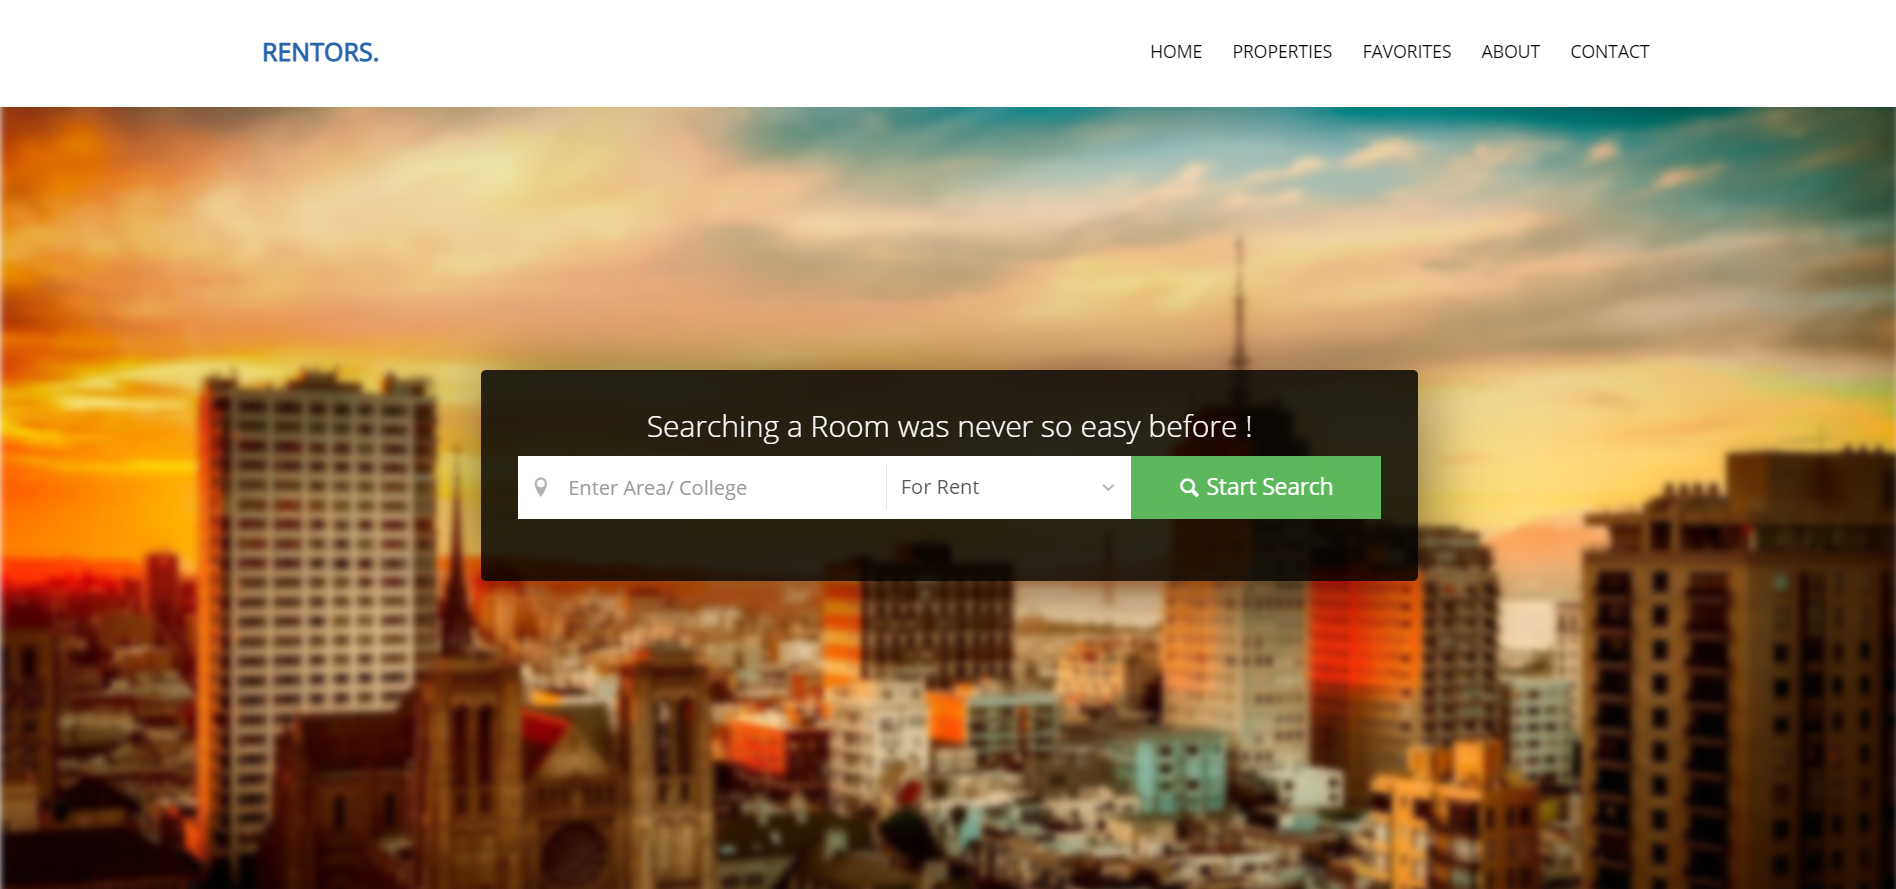 RENTORS.
HOME PROPERTIES FAVORITES ABOUT CONTACT
Searching a Room was never so easy before !
Enter Area/ College
For Rent
Start Search